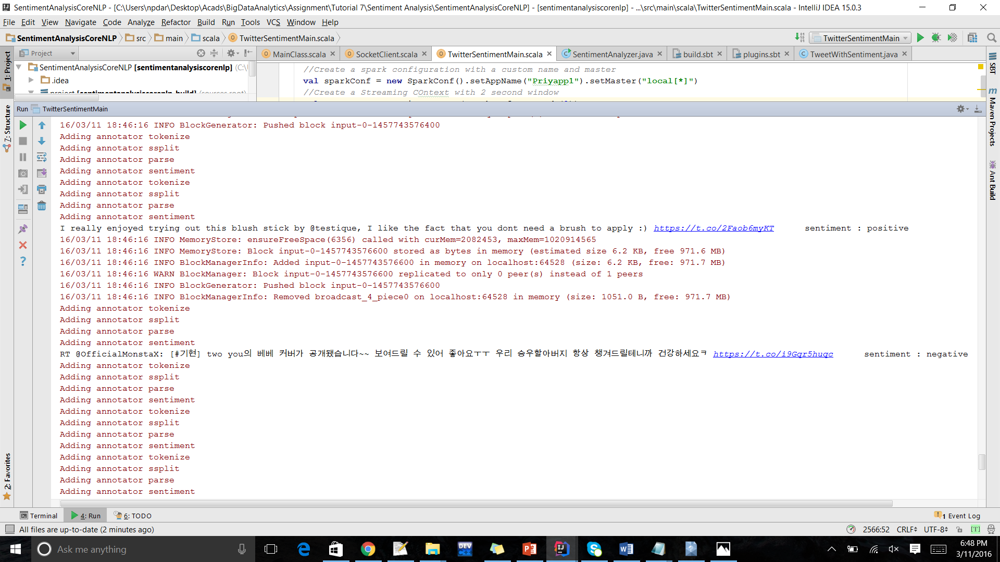 SentimentAnalysisCoreNLP - [C:\Users\npdar\Desktop\Acads\BigDataAnalytics\Assignment\Tutorial 7\Sentiment Analysis\SentimentAnalysisCoreNLP] - [sentimentanalysiscorenlp] - ...\src\main\scala\TwitterSentimentMain.scala - IntelliJ IDEA 15.0.3
File Edit View Navigate Code Analyze Refactor Build Run Tools VCS Window Help
SentimentAnalysisCoreNLP src main scala TwitterSentimentMain.scala TwitterSentimentMain
Project MainClass.scala SocketClient.scala TwitterSentimentMain.scala SentimentAnalyzer.java build.sbt plugins.sbt TweetWithSentiment.java
SentimentAnalysisCoreNLP [sentimentanalysiscorenlp] (C:\
.idea
project [sentimentanalysiscorenlp-build] (sources root)
//Create a spark configuration with a custom name and master
val sparkConf = new SparkConf().setAppName("Priyapp1").setMaster("local[*]")
//Create a Streaming COntext with 2 second window
1: Project
7: Structure
2: Favorites
SBT
Maven Projects
Ant Build
Run TwitterSentimentMain
16/03/11 18:46:16 INFO BlockGenerator: Pushed block input-0-1457743576400
Adding annotator tokenize
Adding annotator ssplit
Adding annotator parse
Adding annotator sentiment
Adding annotator tokenize
Adding annotator ssplit
Adding annotator parse
Adding annotator sentiment
I really enjoyed trying out this blush stick by @testique, I like the fact that you dont need a brush to apply :) https://t.co/2Faob6myKT sentiment : positive
16/03/11 18:46:16 INFO MemoryStore: ensureFreeSpace(6356) called with curMem=2082453, maxMem=1020914565
16/03/11 18:46:16 INFO MemoryStore: Block input-0-1457743576600 stored as bytes in memory (estimated size 6.2 KB, free 971.6 MB)
16/03/11 18:46:16 INFO BlockManagerInfo: Added input-0-1457743576600 in memory on localhost:64528 (size: 6.2 KB, free: 971.7 MB)
16/03/11 18:46:16 WARN BlockManager: Block input-0-1457743576600 replicated to only 0 peer(s) instead of 1 peers
16/03/11 18:46:16 INFO BlockGenerator: Pushed block input-0-1457743576600
16/03/11 18:46:16 INFO BlockManagerInfo: Removed broadcast_4_piece0 on localhost:64528 in memory (size: 1051.0 B, free: 971.7 MB)
Adding annotator tokenize
Adding annotator ssplit
Adding annotator parse
Adding annotator sentiment
RT @OfficialMonstaX: [#기현] two you의 베베 커버가 공개됐습니다~~ 보여드릴 수 있어 좋아요ㅜㅜ 우리 승우할아버지 항상 챙겨드릴테니까 건강하세요ㅋ https://t.co/i9Gqr5huqc sentiment : negative
Adding annotator tokenize
Adding annotator ssplit
Adding annotator parse
Adding annotator sentiment
Adding annotator tokenize
Adding annotator ssplit
Adding annotator parse
Adding annotator sentiment
Adding annotator tokenize
Adding annotator ssplit
Adding annotator parse
Adding annotator sentiment
Terminal 4: Run 6: TODO 1 Event Log
All files are up-to-date (2 minutes ago) 2566:52 CRLF UTF-8 [T]
Ask me anything
6:48 PM
3/11/2016